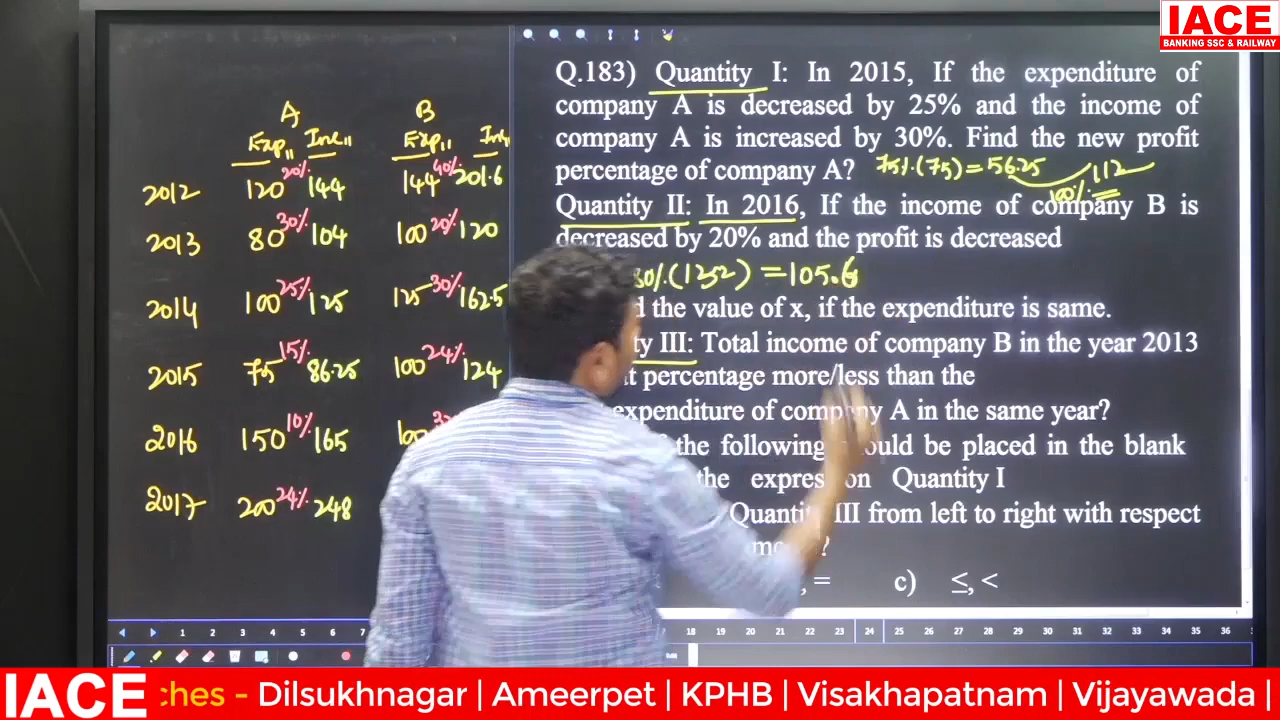 IACE
BANKING SSC & RAILWAY
A B
Exp Inc Exp Inc
2012 120 20% 144 144 40% 201.6
2013 80 30% 104 100 20% 120
2014 100 25% 125 125 30% 162.5
2015 75 15% 86.25 100 24% 124
2016 150 10% 165 100
2017 200 24% 248
Q.183) Quantity I: In 2015, If the expenditure of
company A is decreased by 25% and the income of
company A is increased by 30%. Find the new profit
percentage of company A? 75%(75) = 56.25 112
100%
Quantity II: In 2016, If the income of company B is
decreased by 20% and the profit is decreased
(132) = 105.6
the value of x, if the expenditure is same.
III: Total income of company B in the year 2013
percentage more/less than the
expenditure of company A in the same year?
the following should be placed in the blank
the expression Quantity I
Quantity III from left to right with respect
, = c) ≤, <
1 2 3 4 5 6 7 18 19 20 21 22 23 24 25 26 27 28 29 30 31 32 33 34 35 36
IACE ches - Dilsukhnagar | Ameerpet | KPHB | Visakhapatnam | Vijayawada |